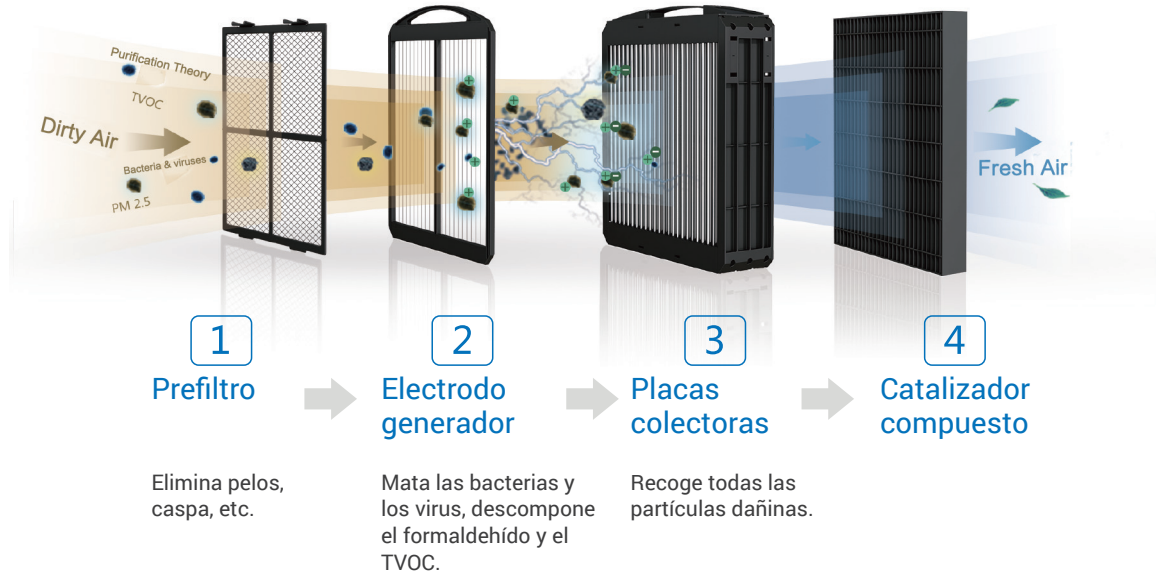 Purification Theory
TVOC
Dirty Air
Bacteria & viruses
PM 2.5
Fresh Air
1
Prefiltro
Elimina pelos,
caspa, etc.
2
Electrodo
generador
Mata las bacterias y
los virus, descompone
el formaldehído y el
TVOC.
3
Placas
colectoras
Recoge todas las
partículas dañinas.
4
Catalizador
compuesto